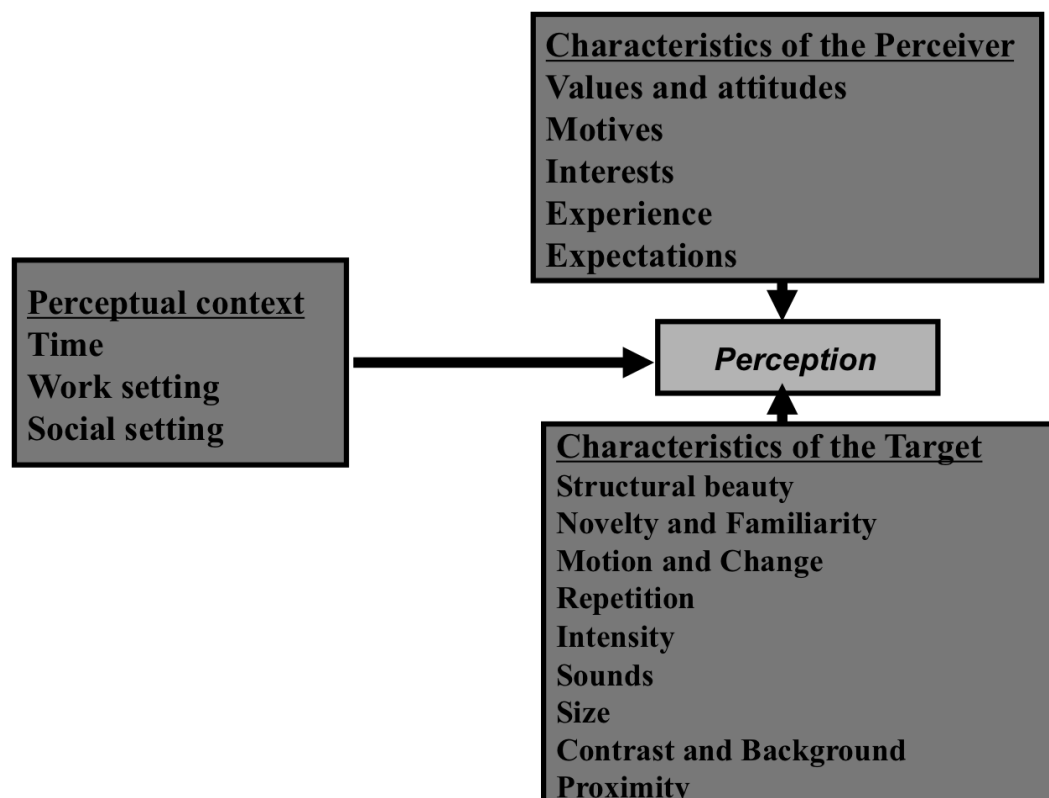 Characteristics of the Perceiver
Values and attitudes
Motives
Interests
Experience
Expectations
Perceptual context
Time
Work setting
Social setting
Perception
Characteristics of the Target
Structural beauty
Novelty and Familiarity
Motion and Change
Repetition
Intensity
Sounds
Size
Contrast and Background
Proximity